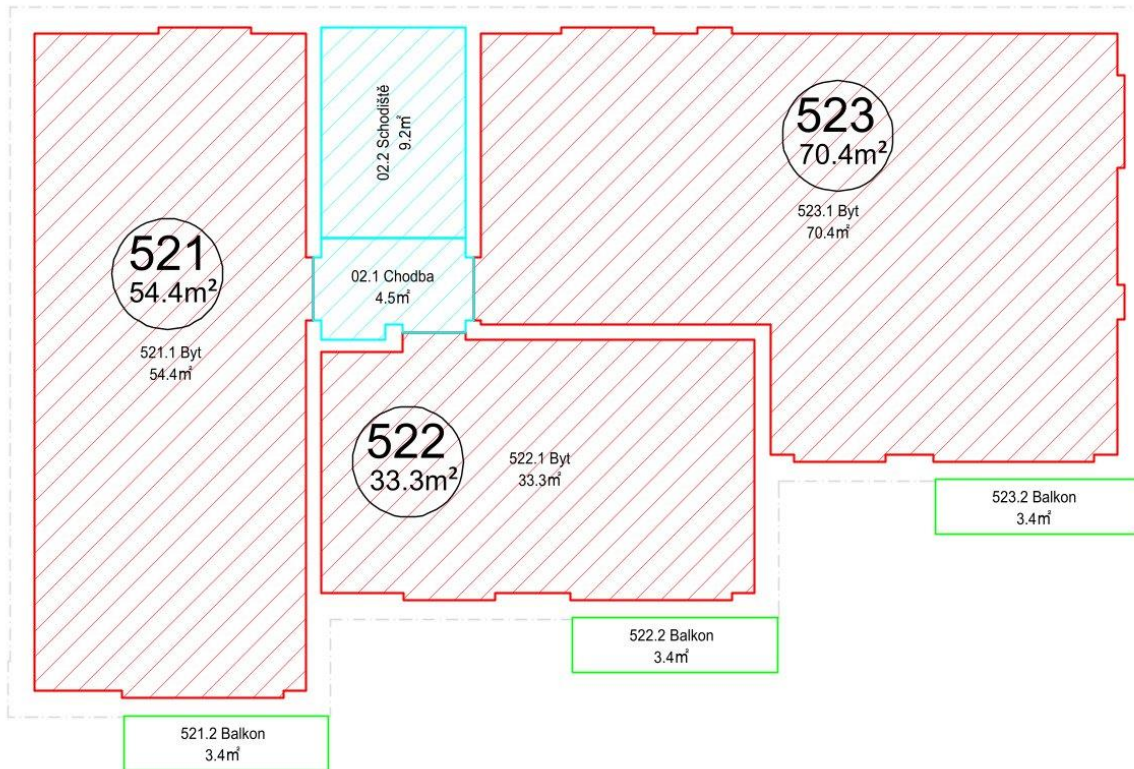 02.2 Schodiště
9.2m²
523
70.4m²
523.1 Byt
70.4m²
521
54.4m²
521.1 Byt
54.4m²
02.1 Chodba
4.5m²
522
33.3m²
522.1 Byt
33.3m²
523.2 Balkon
3.4m²
522.2 Balkon
3.4m²
521.2 Balkon
3.4m²